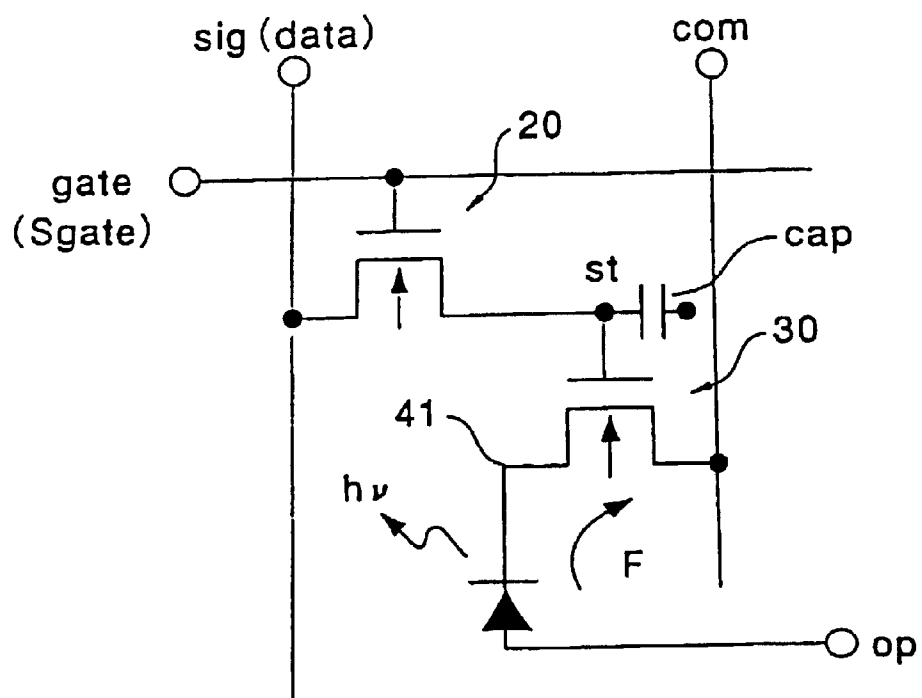 sig (data)
com
20
gate
(Sgate)
cap
st
30
41
hν
F
op